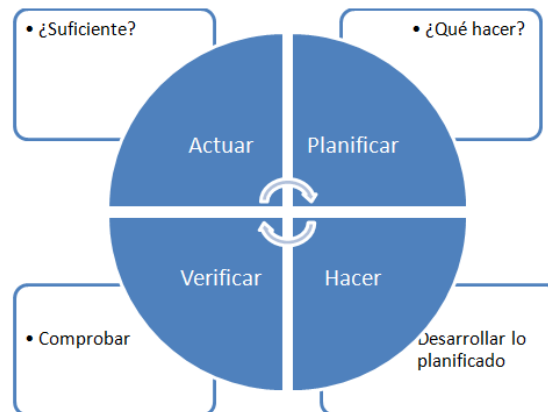 • ¿Suficiente?
• ¿Qué hacer?
Actuar
Planificar
Verificar
Hacer
• Comprobar
Desarrollar lo
planificado